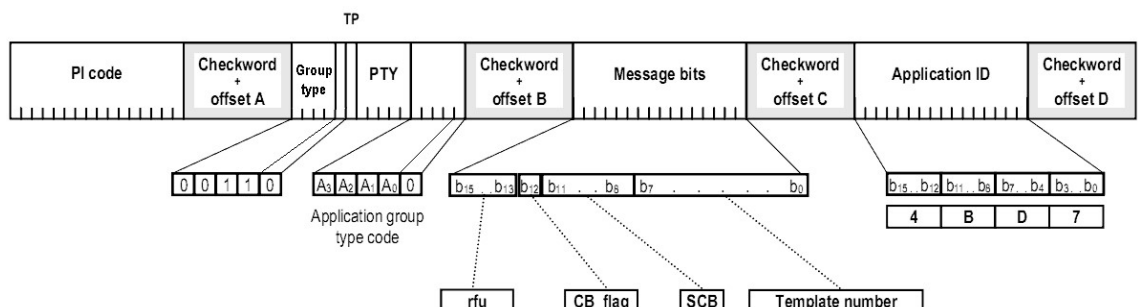 TP
PI code
Checkword
+
offset A
Group
type
PTY
Checkword
+
offset B
Message bits
Checkword
+
offset C
Application ID
Checkword
+
offset D
0 0 1 1 0
A3 A2 A1 A0 0
b15 . . b13 b12 b11 . . b8 b7 . . . . . b0
b15 . . b12 b11 . . b8 b7 . . b4 b3 . . b0
Application group
type code
4 B D 7
rfu
CB_flag
SCB
Template number